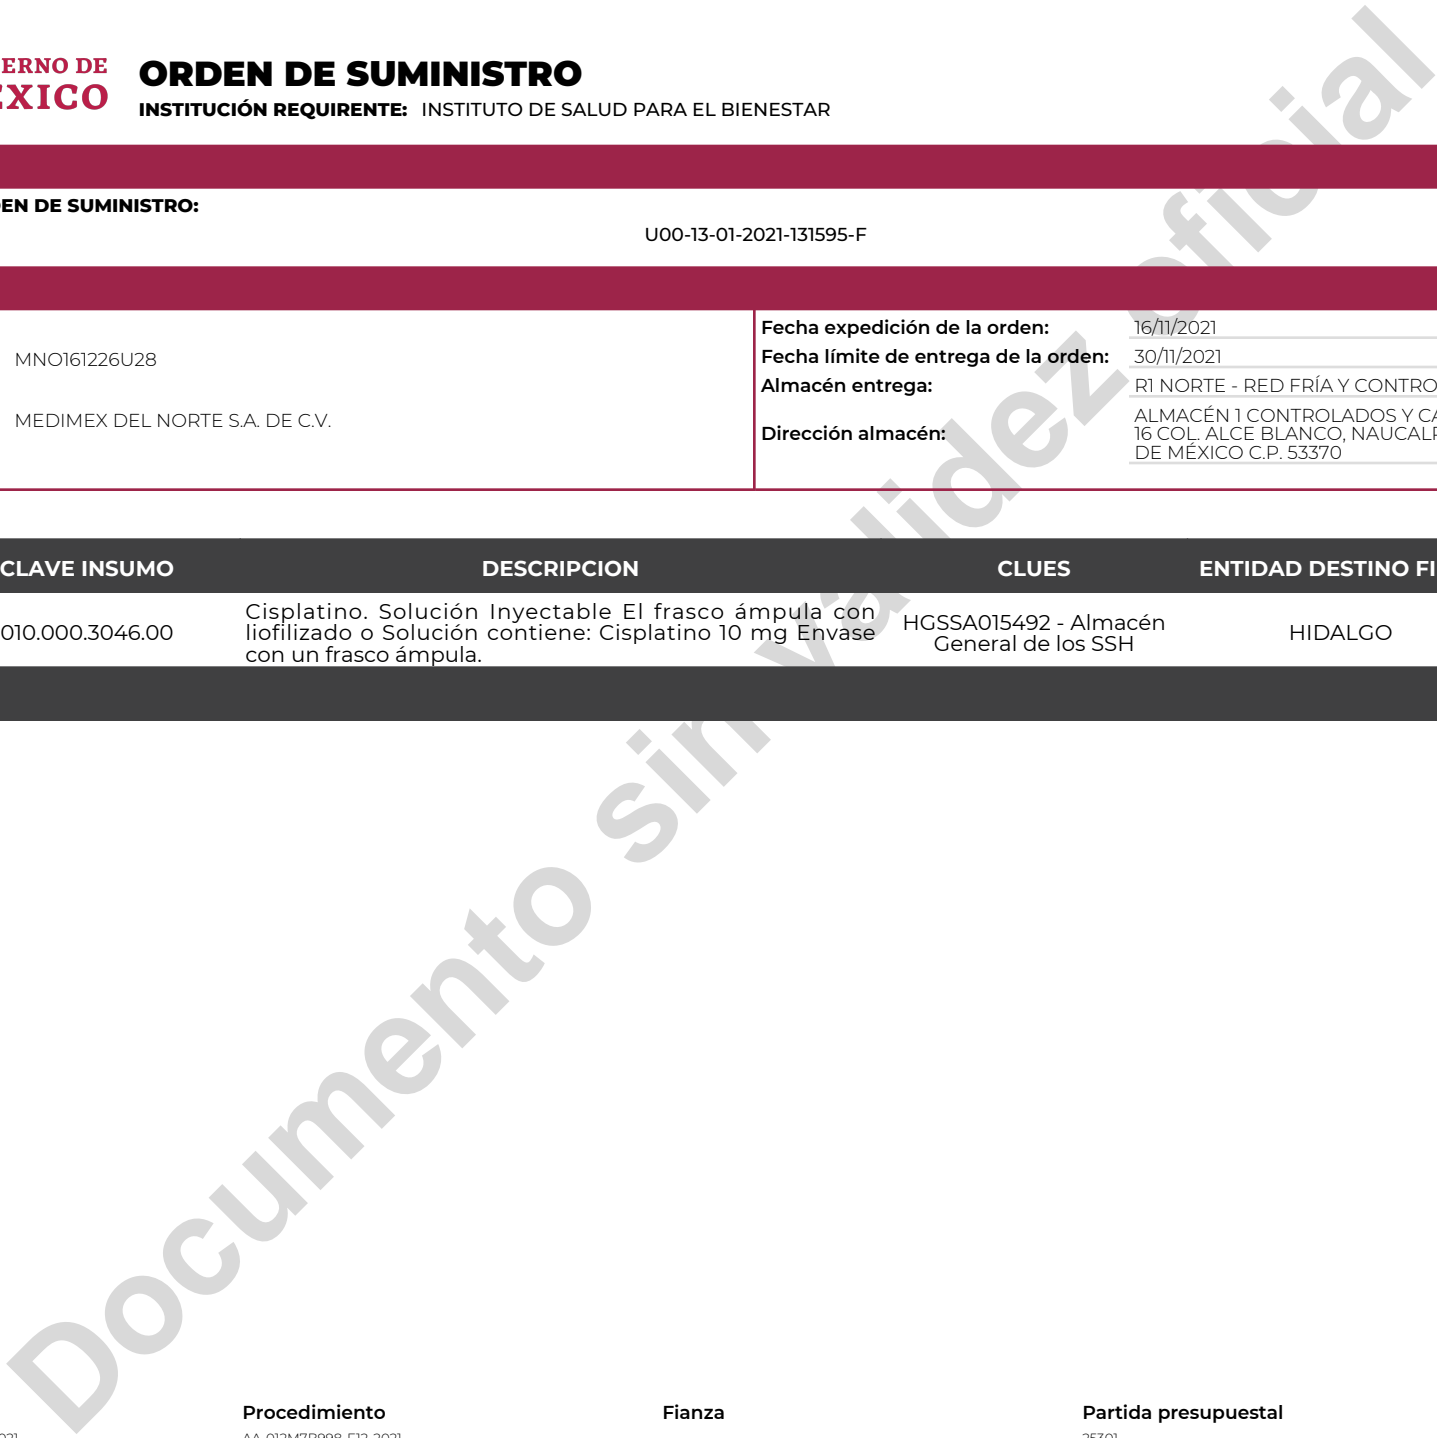 ERNO DE
ORDEN DE SUMINISTRO
INSTITUCIÓN REQUIRENTE: INSTITUTO DE SALUD PARA EL BIENESTAR
EN DE SUMINISTRO:
U00-13-01-2021-131595-F
MNO161226U28
MEDIMEX DEL NORTE S.A. DE C.V.
Fecha expedición de la orden: 16/11/2021
Fecha límite de entrega de la orden: 30/11/2021
Almacén entrega: R1 NORTE - RED FRÍA Y CONTRO
Dirección almacén:
ALMACÉN 1 CONTROLADOS Y CA
16 COL. ALCE BLANCO, NAUCALP
DE MÉXICO C.P. 53370
CLAVE INSUMO DESCRIPCION CLUES ENTIDAD DESTINO FI
010.000.3046.00
Cisplatino. Solución Inyectable El frasco ámpula con
liofilizado o Solución contiene: Cisplatino 10 mg Envase
con un frasco ámpula.
HGSSA015492 - Almacén
General de los SSH
HIDALGO
Documento sin validez oficial
Procedimiento Fianza Partida presupuestal